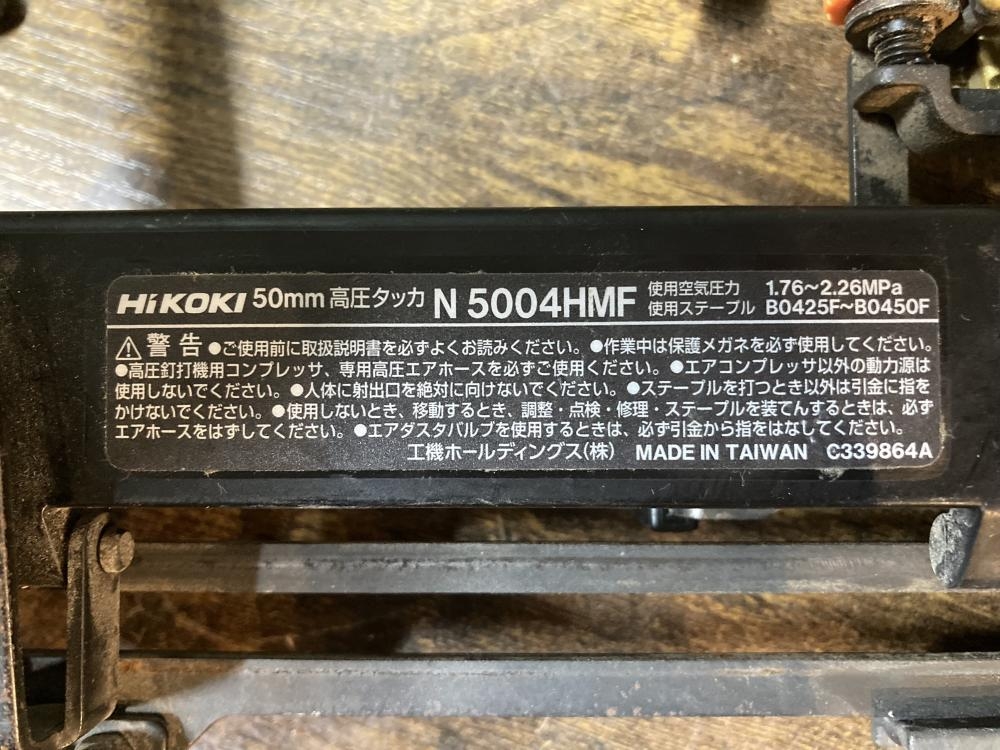 HiKOKI 50mm 高圧タッカ N 5004HMF 使用空気圧力 1.76~2.26MPa
使用ステープル B0425F~B0450F
⚠警告 ●ご使用前に取扱説明書を必ずよくお読みください。●作業中は保護メガネを必ず使用してください。
●高圧釘打機用コンプレッサ、専用高圧エアホースを必ずご使用ください。●エアコンプレッサ以外の動力源は
使用しないでください。●人体に射出口を絶対に向けないでください。●ステープルを打つとき以外は引金に指を
かけないでください。●使用しないとき、移動するとき、調整・点検・修理・ステープルを装てんするときは、必ず
エアホースをはずしてください。●エアダスタバルブを使用するときは、必ず引金から指をはなしてください。
工機ホールディングス(株) MADE IN TAIWAN C339864A